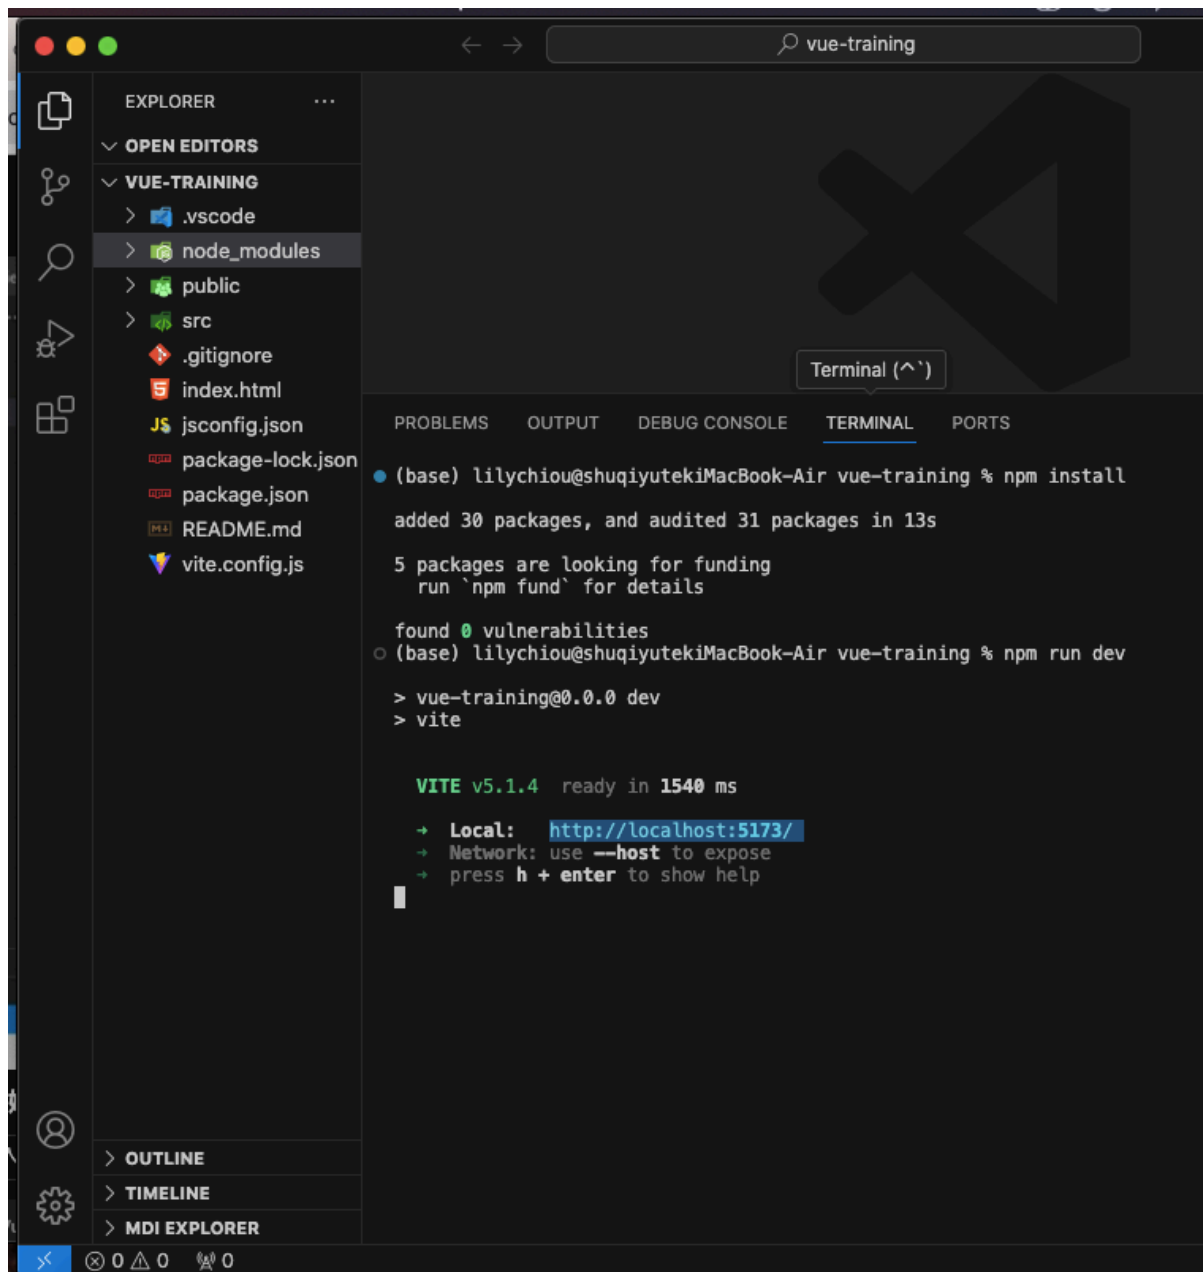 vue-training
EXPLORER
OPEN EDITORS
VUE-TRAINING
.vscode
node_modules
public
src
.gitignore
index.html
jsconfig.json
package-lock.json
package.json
README.md
vite.config.js
OUTLINE
TIMELINE
MDI EXPLORER
Terminal (^`)
PROBLEMS OUTPUT DEBUG CONSOLE TERMINAL PORTS
(base) lilychiou@shuqiyutekiMacBook-Air vue-training % npm install
added 30 packages, and audited 31 packages in 13s
5 packages are looking for funding
run `npm fund` for details
found 0 vulnerabilities
(base) lilychiou@shuqiyutekiMacBook-Air vue-training % npm run dev
> vue-training@0.0.0 dev
> vite
VITE v5.1.4 ready in 1540 ms
➜ Local: http://localhost:5173/
➜ Network: use --host to expose
➜ press h + enter to show help
0 0 0